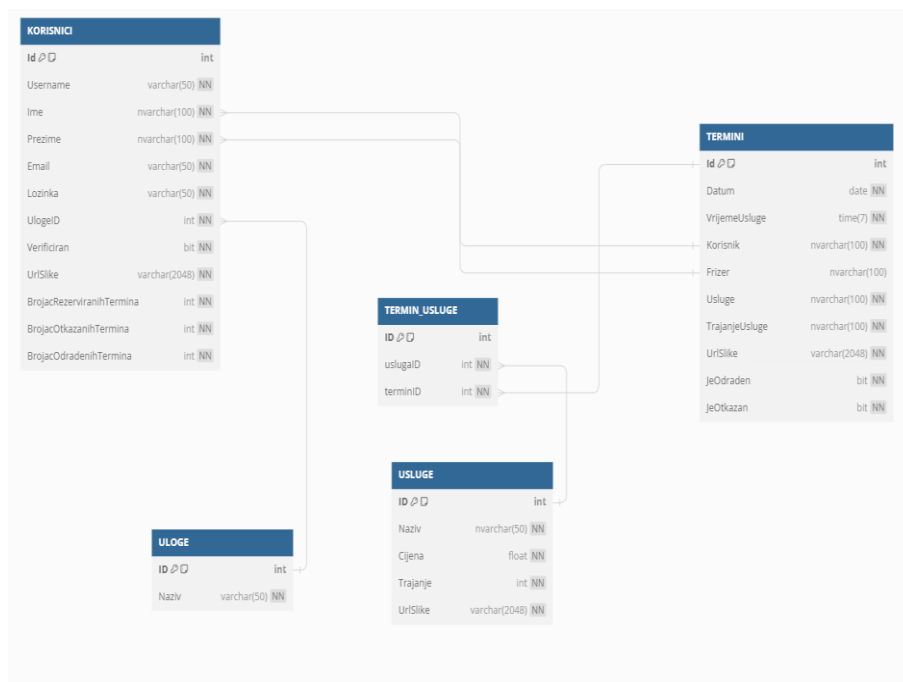 KORISNICI
Id int
Username varchar(50) NN
Ime nvarchar(100) NN
Prezime nvarchar(100) NN
Email varchar(50) NN
Lozinka varchar(50) NN
UlogeID int NN
Verificiran bit NN
UrlSlike varchar(2048) NN
BrojacRezerviranihTermina int NN
BrojacOtkazanihTermina int NN
BrojacOdradenihTermina int NN
TERMINI
Id int
Datum date NN
VrijemeUsluge time(7) NN
Korisnik nvarchar(100) NN
Frizer nvarchar(100)
Usluge nvarchar(100) NN
TrajanjeUsluge nvarchar(100) NN
UrlSlike varchar(2048) NN
JeOdraden bit NN
JeOtkazan bit NN
TERMIN_USLUGE
ID int
uslugaID int NN
terminID int NN
USLUGE
ID int
Naziv nvarchar(50) NN
Cijena float NN
Trajanje int NN
UrlSlike varchar(2048) NN
ULOGE
ID int
Naziv varchar(50) NN